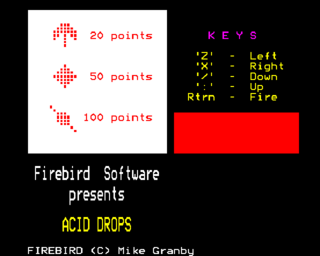 20 points
50 points
100 points
KEYS
'Z' - Left
'X' - Right
'/' - Down
':' - Up
Rtrn - Fire
Firebird Software
presents
ACID DROPS
FIREBIRD (C) Mike Granby